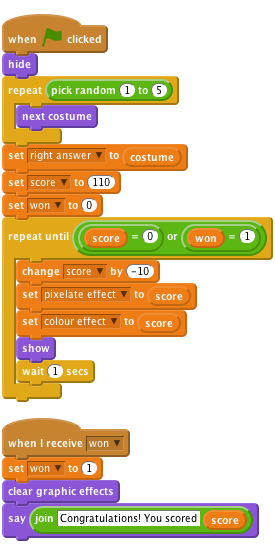 when clicked
hide
repeat pick random 1 to 5
next costume
set right answer to costume
set score to 110
set won to 0
repeat until score = 0 or won = 1
change score by -10
set pixelate effect to score
set colour effect to score
show
wait 1 secs
when I receive won
set won to 1
clear graphic effects
say join Congratulations! You scored score